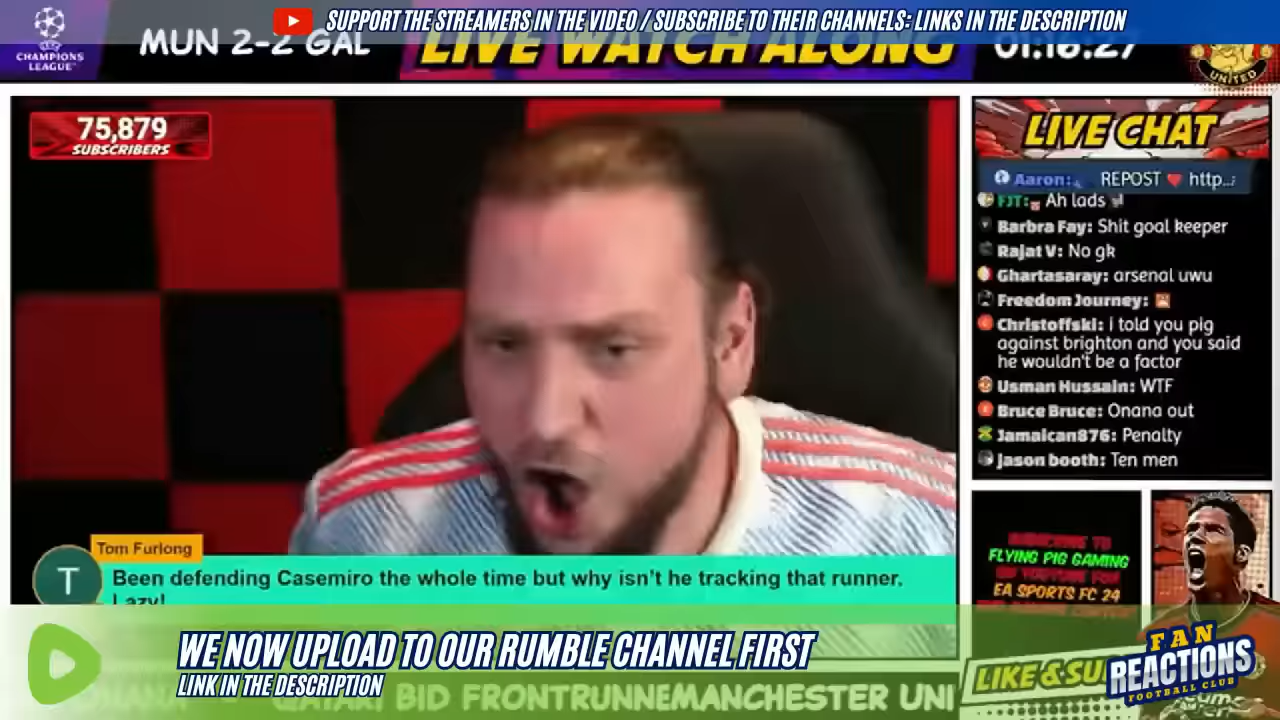 SUPPORT THE STREAMERS IN THE VIDEO / SUBSCRIBE TO THEIR CHANNELS: LINKS IN THE DESCRIPTION
CHAMPIONS
LEAGUE
MUN 2-2 GAL
LIVE WATCH ALONG
01:16:27
UNITED
75,879
SUBSCRIBERS
LIVE CHAT
Aaron: REPOST http..
FJT: Ah lads
Barbra Fay: Shit goal keeper
Rajat V: No gk
Ghartasaray: arsenal uwu
Freedom Journey:
Christoffski: I told you pig
against brighton and you said
he wouldn't be a factor
Usman Hussain: WTF
Bruce Bruce: Onana out
Jamaican876: Penalty
Jason booth: Ten men
T
Tom Furlong
Been defending Casemiro the whole time but why isn't he tracking that runner.
Lazy!
FLYING PIG GAMING
EA SPORTS FC 24
WE NOW UPLOAD TO OUR RUMBLE CHANNEL FIRST
LINK IN THE DESCRIPTION
QATARI BID FRONTRUNNE MANCHESTER UNI
LIKE & SU
FAN
REACTIONS
FOOTBALL CLUB